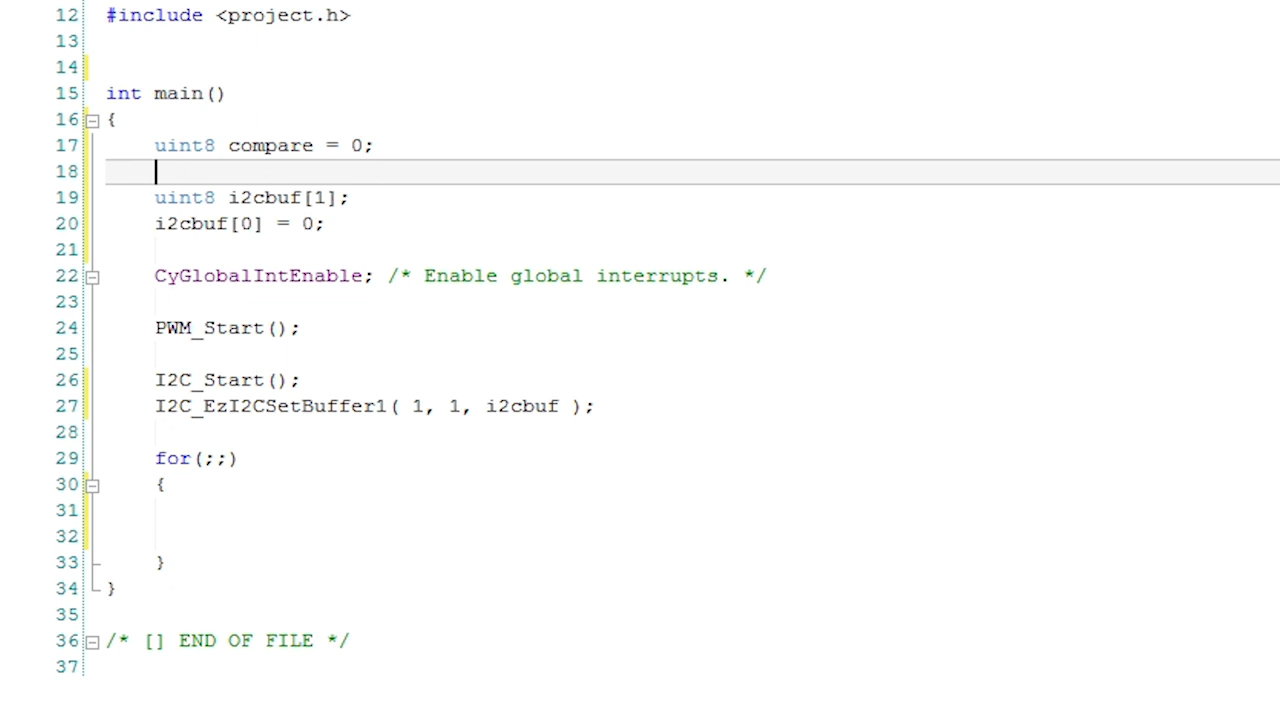 12 #include <project.h>
13
14
15 int main()
16 {
17 uint8 compare = 0;
18
19 uint8 i2cbuf[1];
20 i2cbuf[0] = 0;
21
22 CyGlobalIntEnable; /* Enable global interrupts. */
23
24 PWM_Start();
25
26 I2C_Start();
27 I2C_EzI2CSetBuffer1( 1, 1, i2cbuf );
28
29 for(;;)
30 {
31
32
33 }
34 }
35
36 /* [] END OF FILE */
37